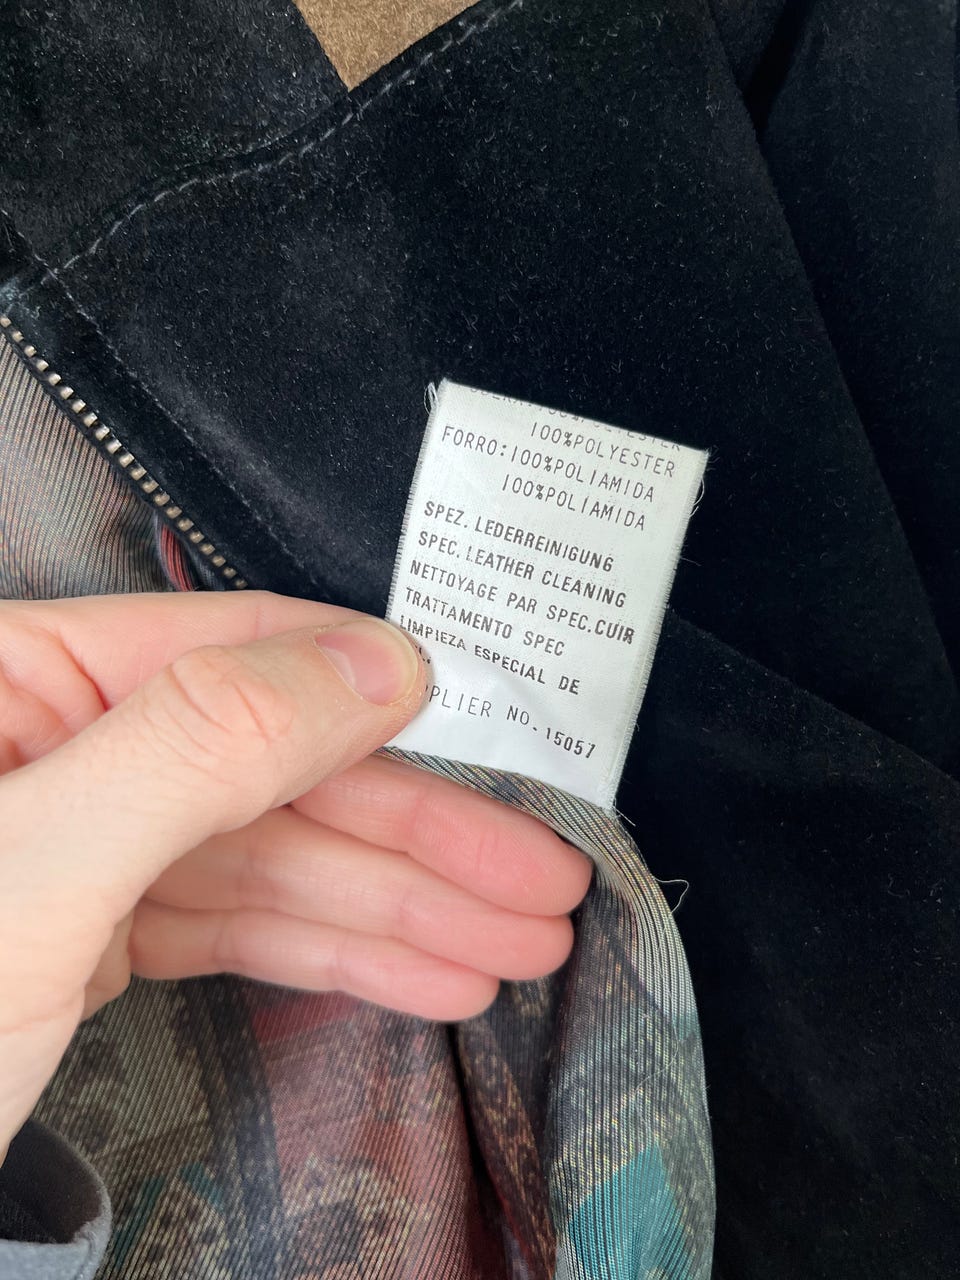 100%POLYESTER
FORRO:100%POLIAMIDA
100%POLIAMIDA
SPEZ. LEDERREINIGUNG
SPEC. LEATHER CLEANING
NETTOYAGE PAR SPEC.CUIR
TRATTAMENTO SPEC
LIMPIEZA ESPECIAL DE
NO. 15057